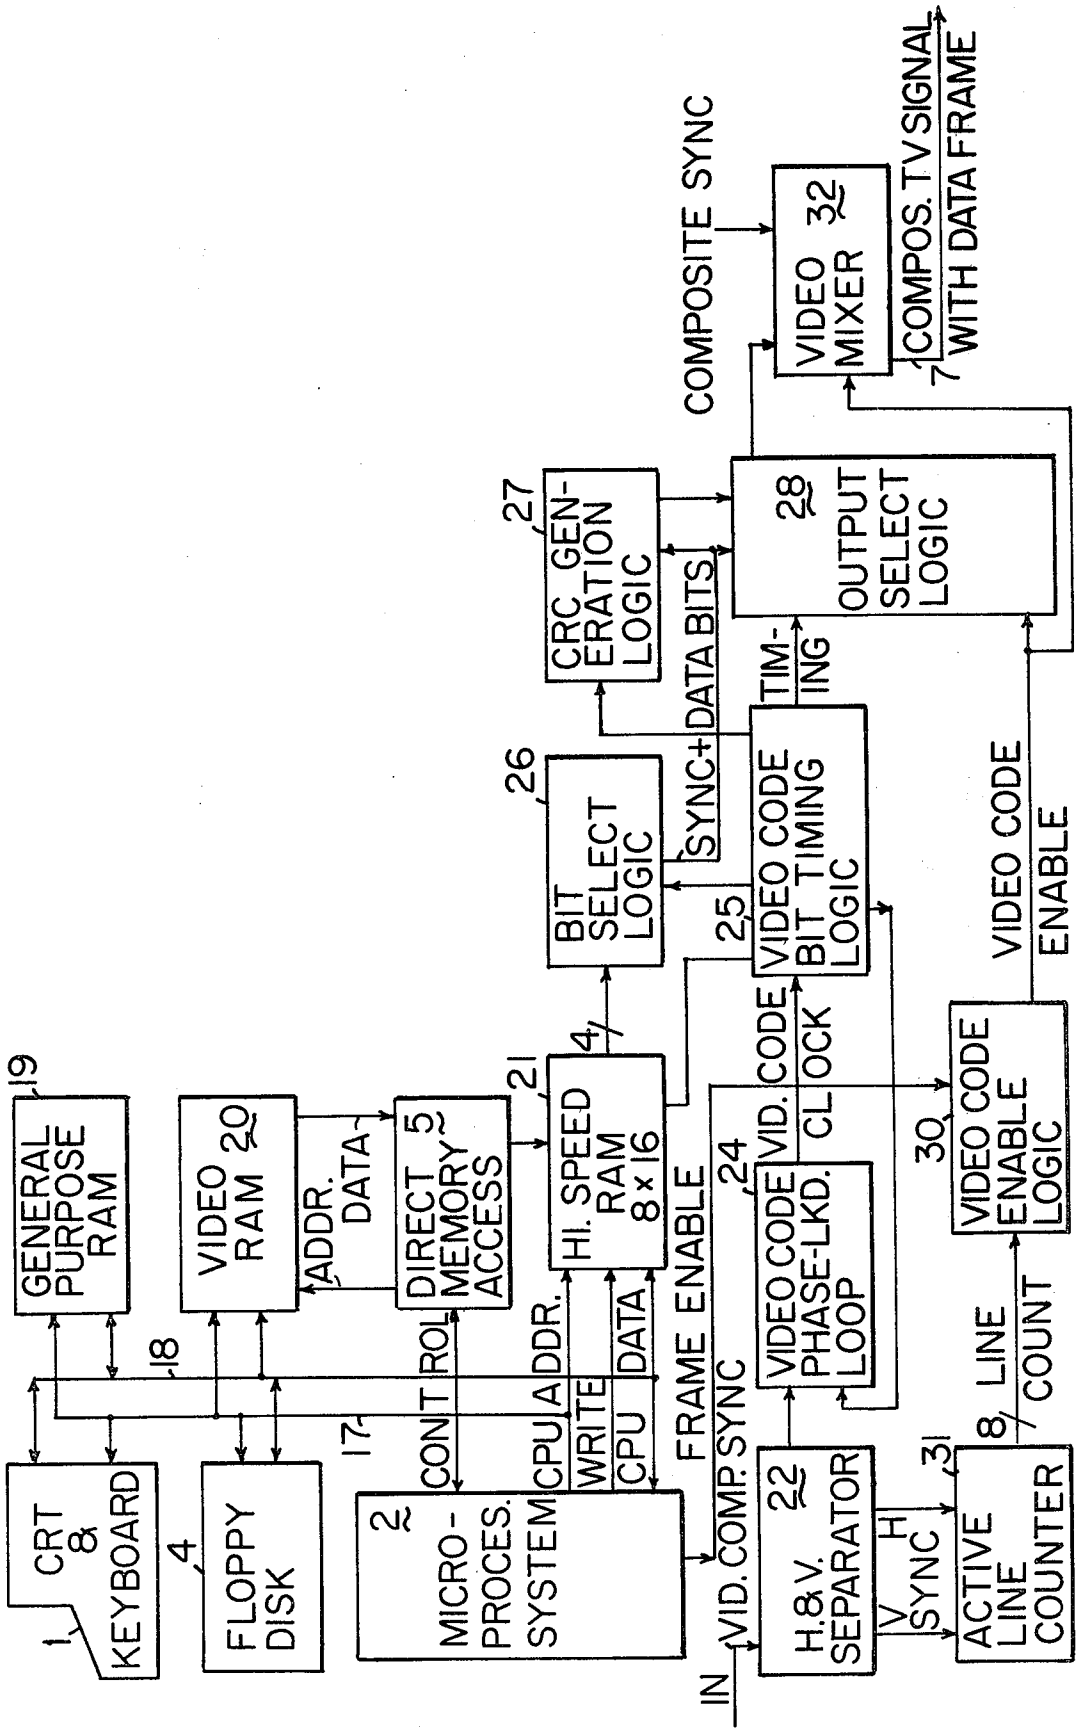 1
CRT
&
KEYBOARD
4
FLOPPY
DISK
2
MICRO-
PROCES.
SYSTEM
17
18
19
GENERAL
PURPOSE
RAM
VIDEO
RAM 20
ADDR.
DATA
DIRECT 5
MEMORY
ACCESS
CONTROL
CPU ADDR.
WRITE
CPU DATA
21
HI. SPEED
RAM
8 x 16
4
26
BIT
SELECT
LOGIC
27
CRC GEN-
ERATION
LOGIC
SYNC+DATA BITS
FRAME ENABLE
IN
VID. COMP. SYNC
22
H.&V.
SEPARATOR
V H
SYNC
31
ACTIVE
LINE
COUNTER
8
LINE
COUNT
24
VIDEO CODE
PHASE-LKD.
LOOP
VID. CODE
CLOCK
25
VIDEO CODE
BIT TIMING
LOGIC
TIM-
ING
30
VIDEO CODE
ENABLE
LOGIC
VIDEO CODE
ENABLE
28
OUTPUT
SELECT
LOGIC
COMPOSITE SYNC
VIDEO 32
MIXER
7
COMPOS. TV SIGNAL
WITH DATA FRAME